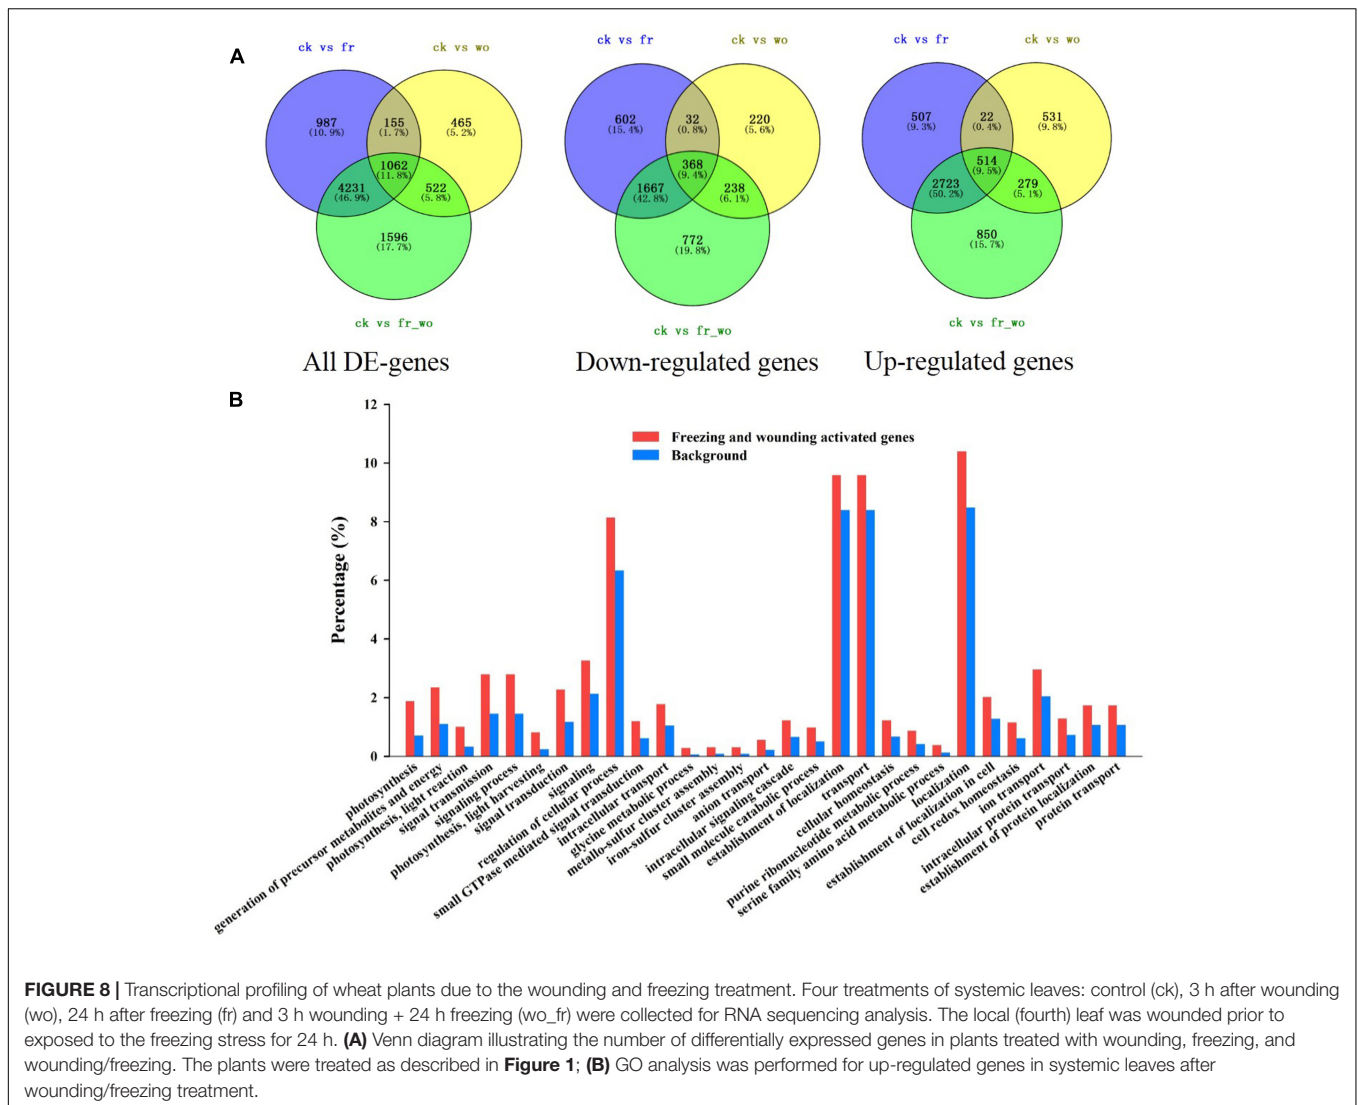 A
ck vs fr
ck vs wo
987
(10.9%)
155
(1.7%)
465
(5.2%)
1062
(11.8%)
4231
(46.9%)
522
(5.8%)
1596
(17.7%)
ck vs fr_wo
All DE-genes
ck vs fr
ck vs wo
602
(15.4%)
32
(0.8%)
220
(5.6%)
368
(9.4%)
1667
(42.8%)
238
(6.1%)
772
(19.8%)
ck vs fr_wo
Down-regulated genes
ck vs fr
ck vs wo
507
(9.3%)
22
(0.4%)
531
(9.8%)
514
(9.5%)
2723
(50.2%)
279
(5.1%)
850
(15.7%)
ck vs fr_wo
Up-regulated genes
B
Percentage (%)
12
10
8
6
4
2
0
Freezing and wounding activated genes
Background
photosynthesis
generation of precursor metabolites and energy
photosynthesis, light reaction
signal transmission
signaling process
photosynthesis, light harvesting
signal transduction
signaling
regulation of cellular process
small GTPase mediated signal transduction
intracellular transport
glycine metabolic process
metallo-sulfur cluster assembly
iron-sulfur cluster assembly
anion transport
intracellular signaling cascade
small molecule catabolic process
establishment of localization
transport
cellular homeostasis
purine ribonucleotide metabolic process
serine family amino acid metabolic process
localization
establishment of localization in cell
cell redox homeostasis
ion transport
intracellular protein transport
establishment of protein localization
protein transport
FIGURE 8 | Transcriptional profiling of wheat plants due to the wounding and freezing treatment. Four treatments of systemic leaves: control (ck), 3 h after wounding
(wo), 24 h after freezing (fr) and 3 h wounding + 24 h freezing (wo_fr) were collected for RNA sequencing analysis. The local (fourth) leaf was wounded prior to
exposed to the freezing stress for 24 h. (A) Venn diagram illustrating the number of differentially expressed genes in plants treated with wounding, freezing, and
wounding/freezing. The plants were treated as described in Figure 1; (B) GO analysis was performed for up-regulated genes in systemic leaves after
wounding/freezing treatment.